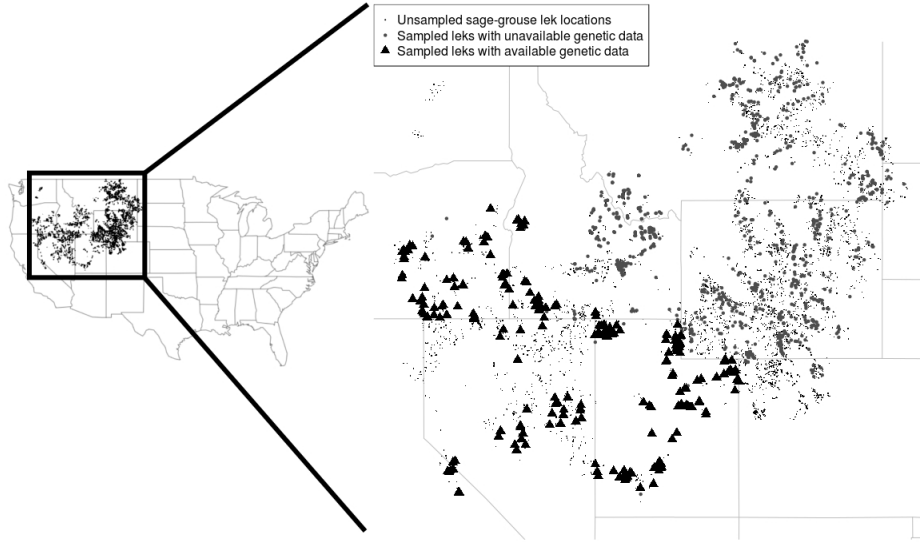 Unsampled sage-grouse lek locations
Sampled leks with unavailable genetic data
Sampled leks with available genetic data